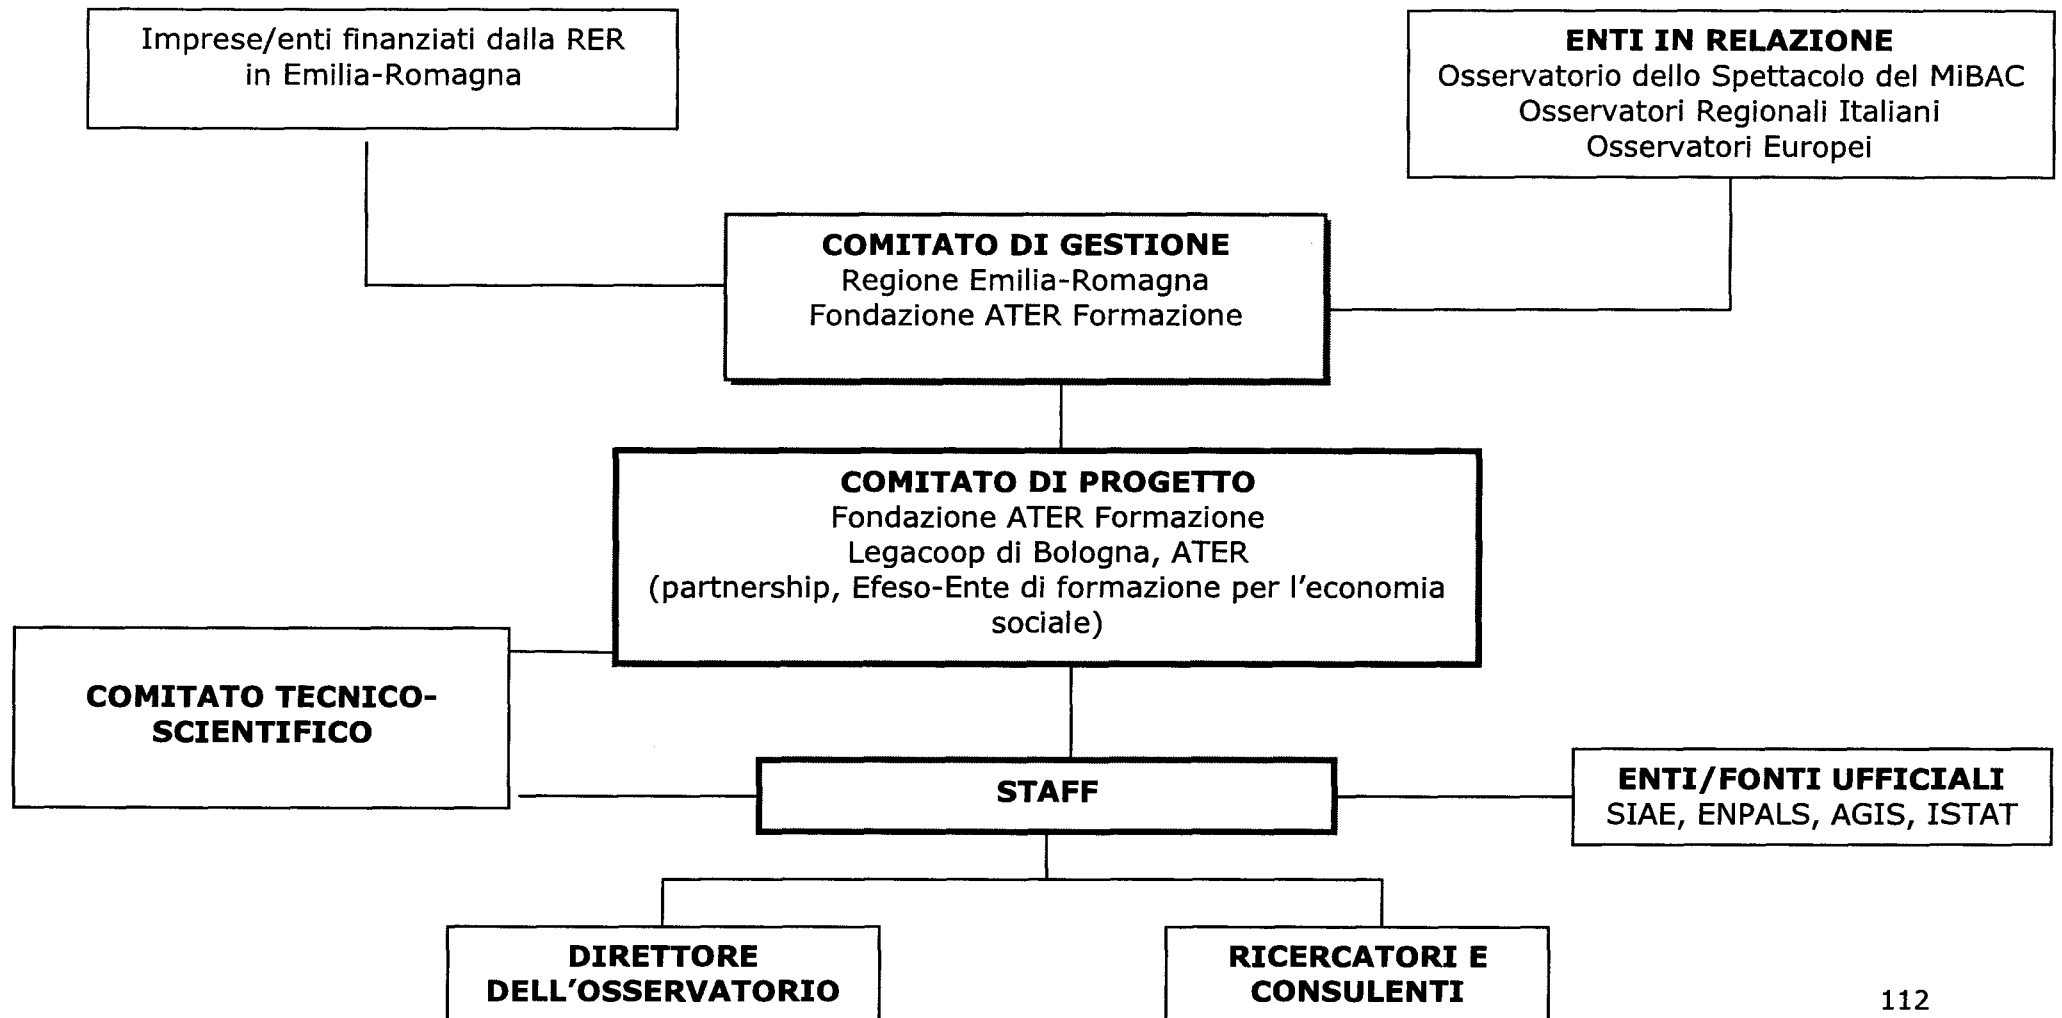 Imprese/enti finanziati dalla RER
in Emilia-Romagna
ENTI IN RELAZIONE
Osservatorio dello Spettacolo del MiBAC
Osservatori Regionali Italiani
Osservatori Europei
COMITATO DI GESTIONE
Regione Emilia-Romagna
Fondazione ATER Formazione
COMITATO DI PROGETTO
Fondazione ATER Formazione
Legacoop di Bologna, ATER
(partnership, Efeso-Ente di formazione per l'economia
sociale)
COMITATO TECNICO-
SCIENTIFICO
STAFF
ENTI/FONTI UFFICIALI
SIAE, ENPALS, AGIS, ISTAT
DIRETTORE
DELL'OSSERVATORIO
RICERCATORI E
CONSULENTI
112